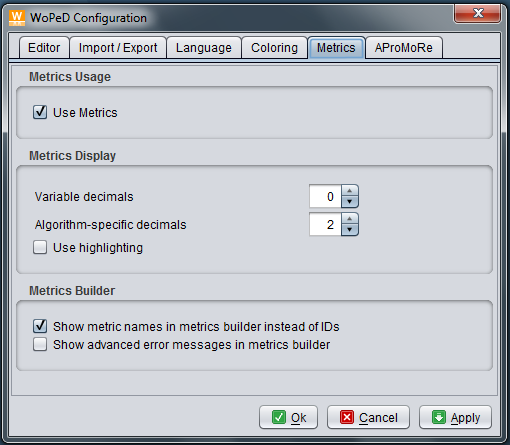 WoPeD Configuration
Editor Import / Export Language Coloring Metrics AProMoRe
Metrics Usage
Use Metrics
Metrics Display
Variable decimals 0
Algorithm-specific decimals 2
Use highlighting
Metrics Builder
Show metric names in metrics builder instead of IDs
Show advanced error messages in metrics builder
Ok Cancel Apply